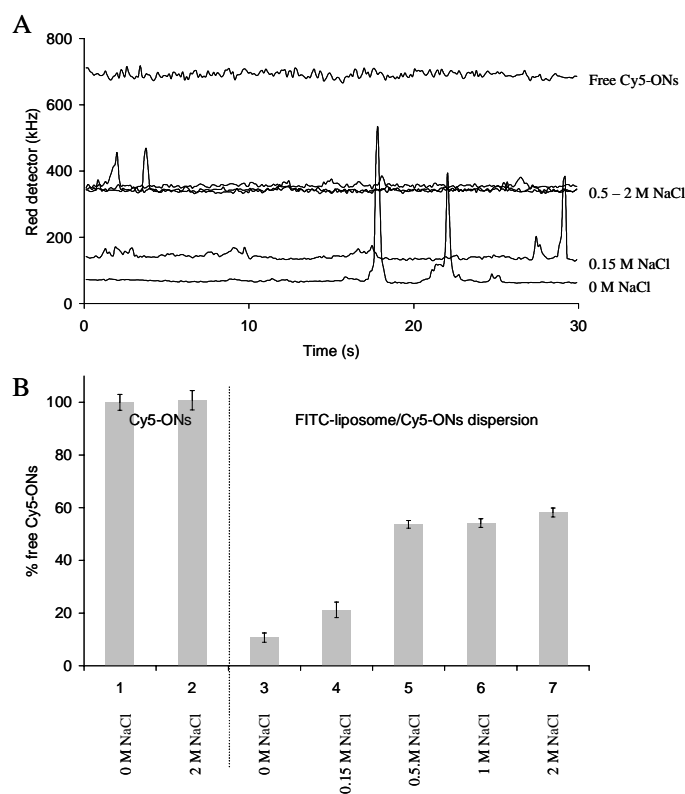 A
800
Free Cy5-ONs
600
Red detector (kHz)
400
0.5 – 2 M NaCl
200
0.15 M NaCl
0 M NaCl
0
0 10 20 30
Time (s)
B
100
Cy5-ONs FITC-liposome/Cy5-ONs dispersion
80
% free Cy5-ONs
60
40
20
0
1 2 3 4 5 6 7
0 M NaCl
2 M NaCl
0 M NaCl
0.15 M NaCl
0.5.M NaCl
1 M NaCl
2 M NaCl